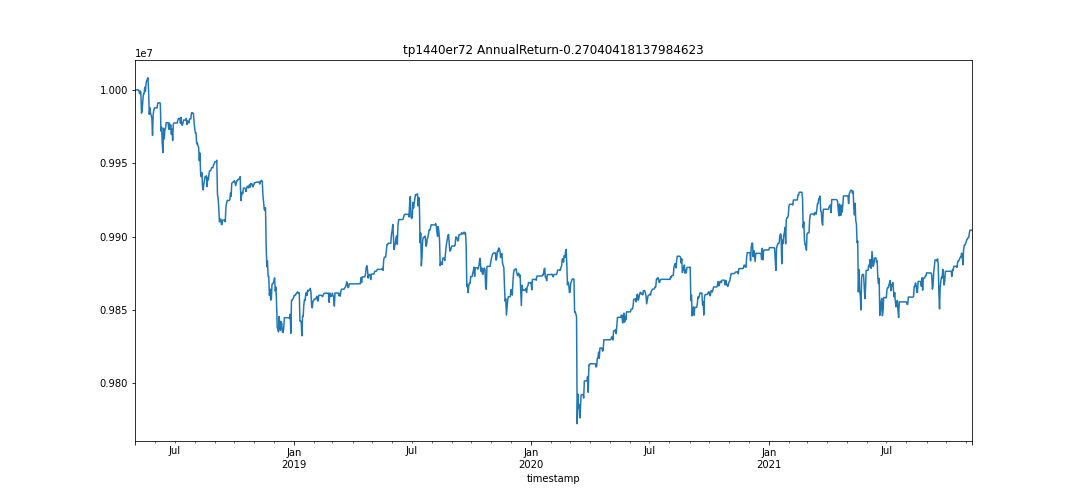 tp1440er72 AnnualReturn-0.27040418137984623
1e7
1.000
0.995
0.990
0.985
0.980
Jul
Jan
2019
Jul
Jan
2020
Jul
Jan
2021
Jul
timestamp